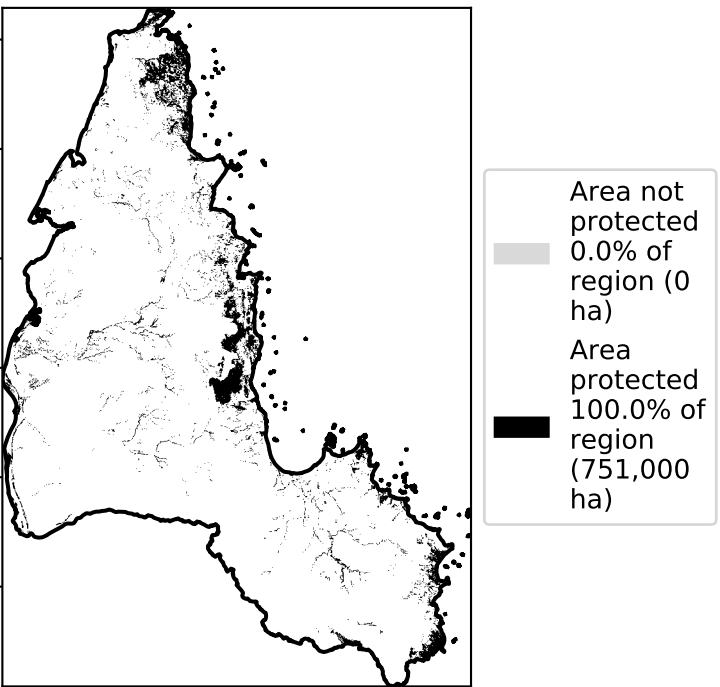 Area not
protected
0.0% of
region (0
ha)
Area
protected
100.0% of
region
(751,000
ha)